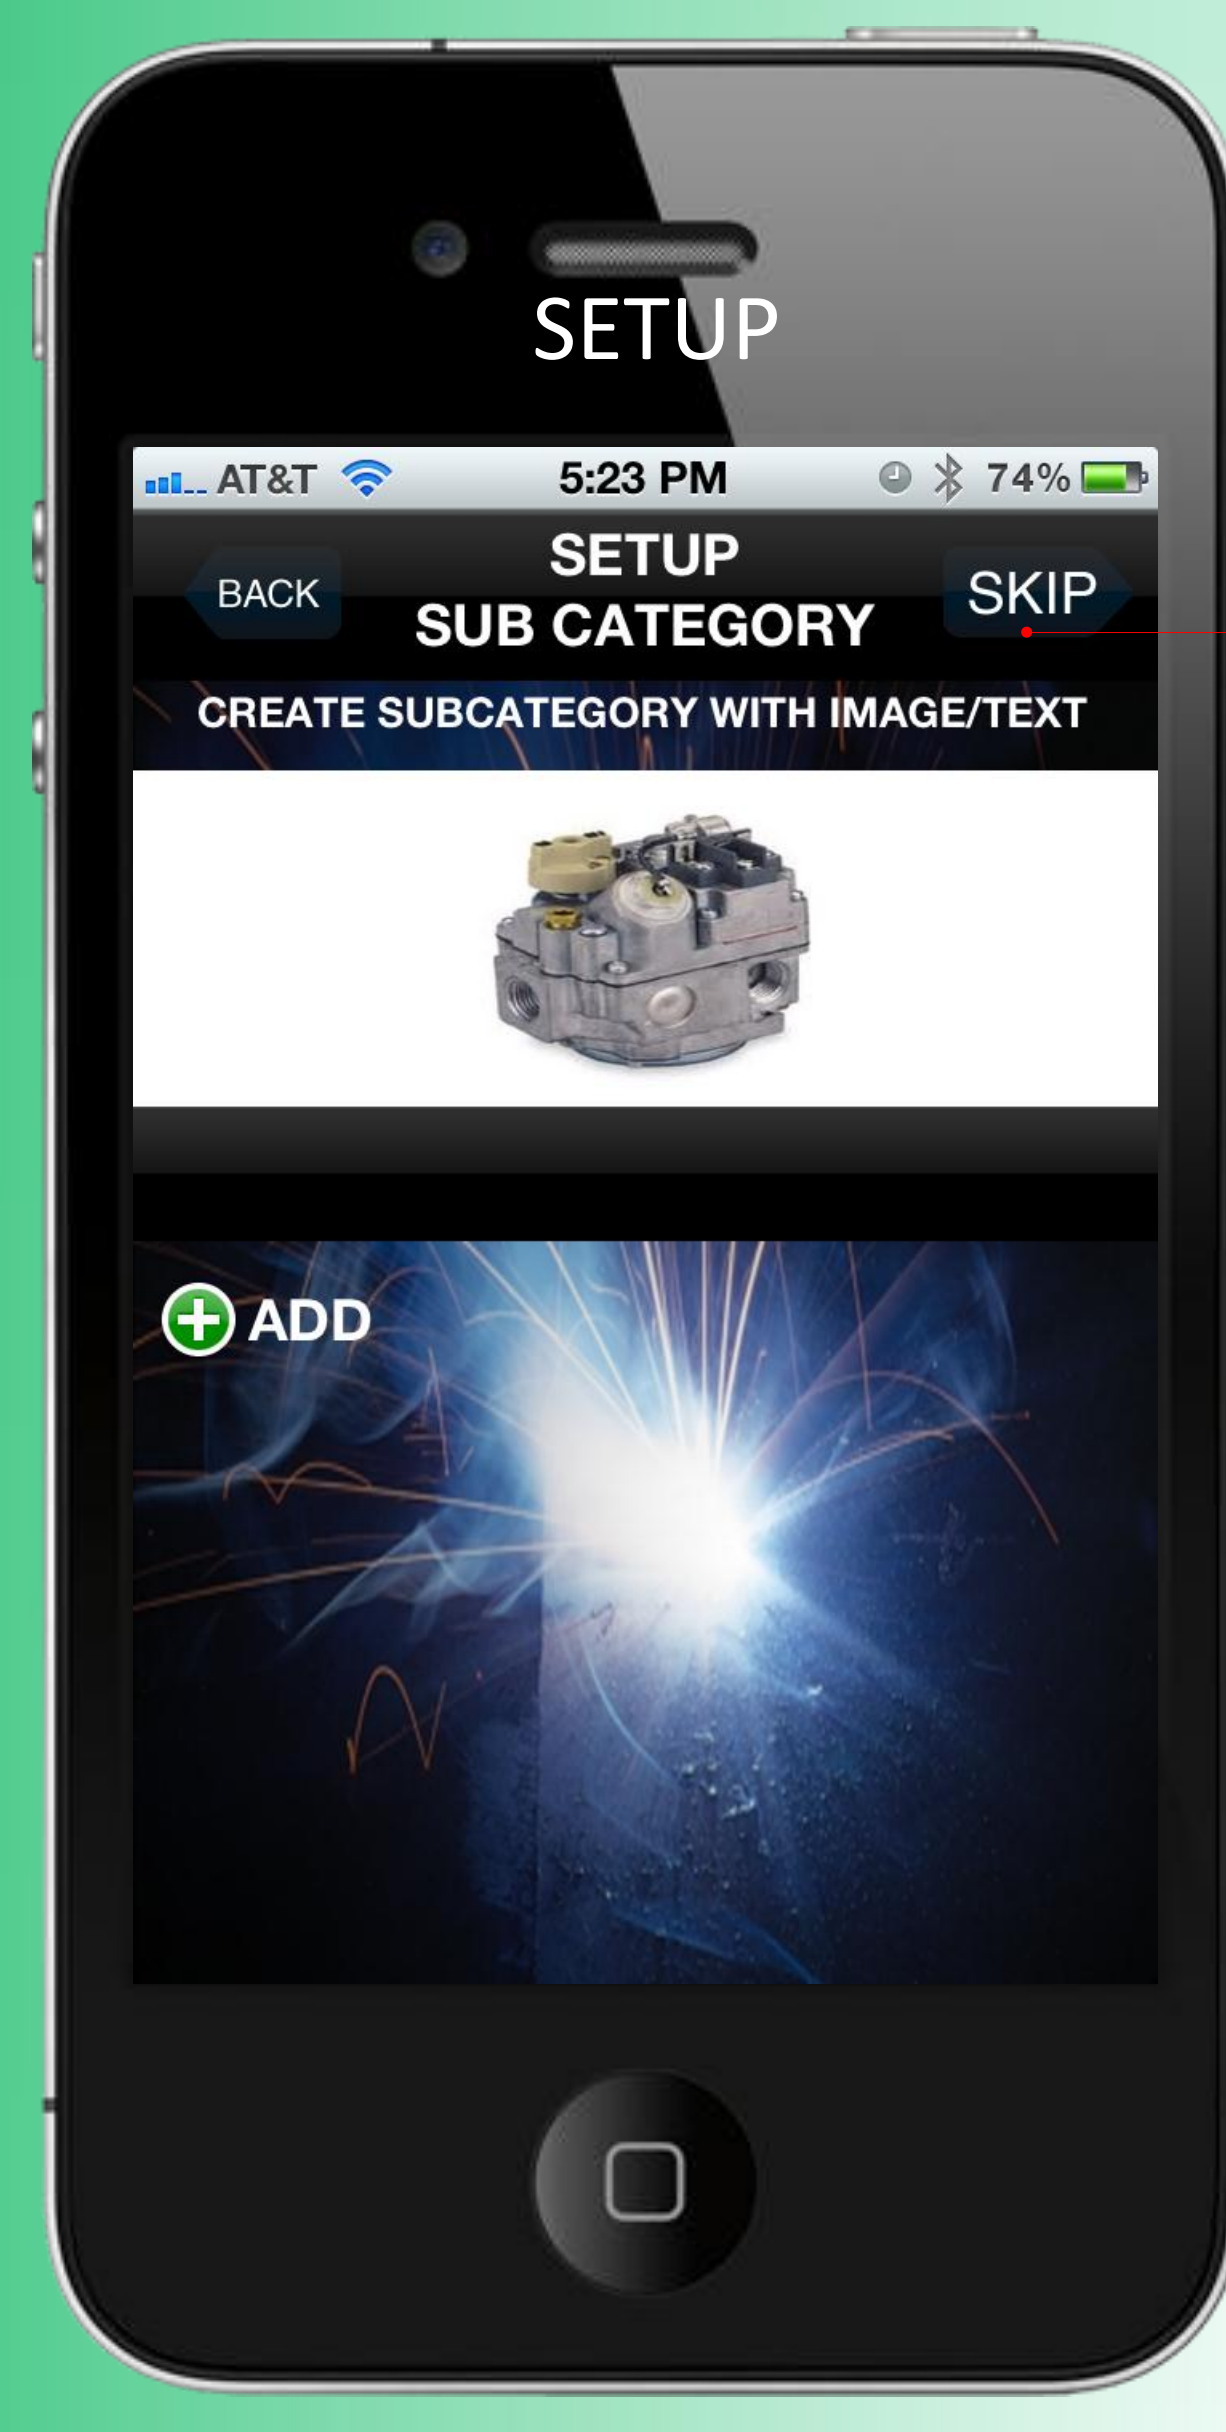 SETUP
AT&T 5:23 PM 74%
BACK
SETUP
SUB CATEGORY
SKIP
CREATE SUBCATEGORY WITH IMAGE/TEXT
ADD